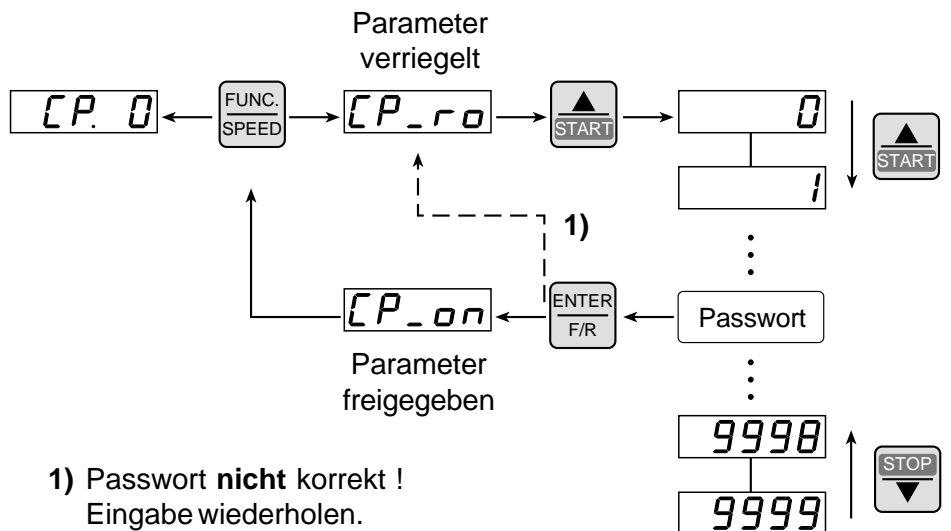 Parameter
verriegelt
CP. 0
FUNC.
SPEED
CP_ro
START
0
START
1
1)
CP_on
ENTER
F/R
Passwort
Parameter
freigegeben
9998
STOP
9999
1) Passwort nicht korrekt !
Eingabe wiederholen.